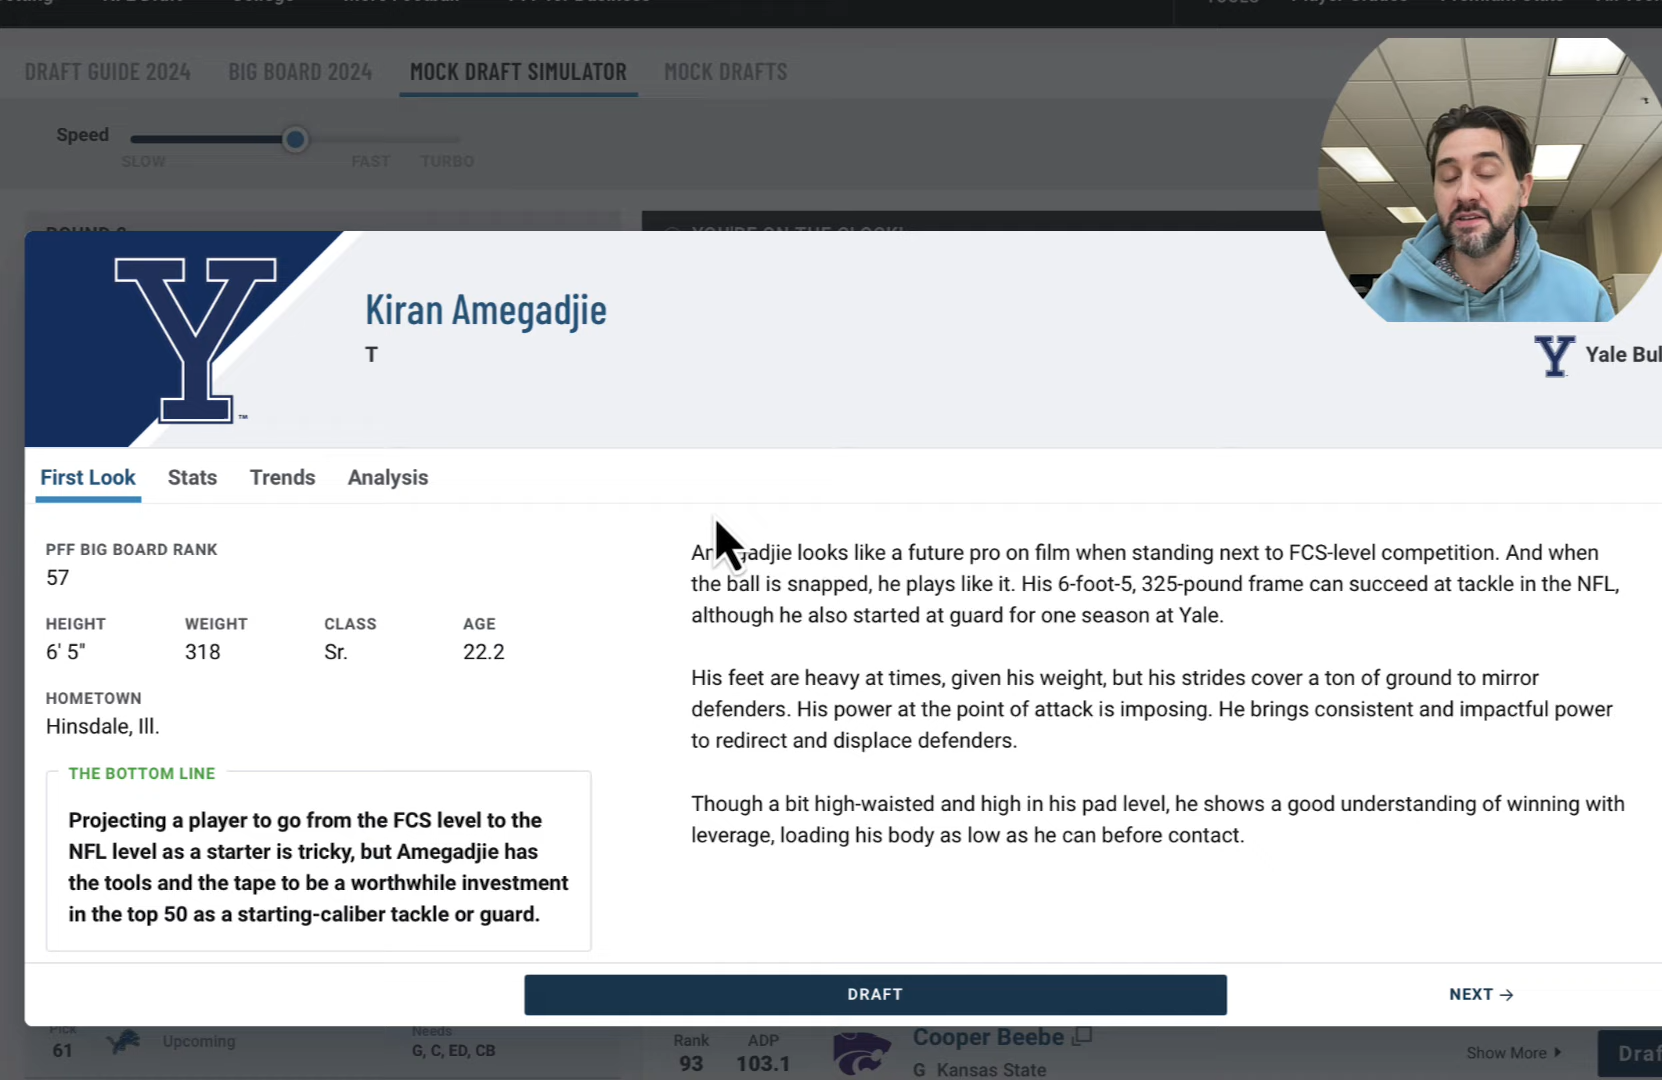 DRAFT GUIDE 2024 BIG BOARD 2024 MOCK DRAFT SIMULATOR MOCK DRAFTS
Speed
SLOW FAST TURBO
YOU'RE ON THE CLOCK!
Y
Kiran Amegadjie
T
Y Yale Bul
First Look Stats Trends Analysis
PFF BIG BOARD RANK
57
HEIGHT WEIGHT CLASS AGE
6' 5" 318 Sr. 22.2
HOMETOWN
Hinsdale, Ill.
THE BOTTOM LINE
Projecting a player to go from the FCS level to the
NFL level as a starter is tricky, but Amegadjie has
the tools and the tape to be a worthwhile investment
in the top 50 as a starting-caliber tackle or guard.
Amegadjie looks like a future pro on film when standing next to FCS-level competition. And when
the ball is snapped, he plays like it. His 6-foot-5, 325-pound frame can succeed at tackle in the NFL,
although he also started at guard for one season at Yale.
His feet are heavy at times, given his weight, but his strides cover a ton of ground to mirror
defenders. His power at the point of attack is imposing. He brings consistent and impactful power
to redirect and displace defenders.
Though a bit high-waisted and high in his pad level, he shows a good understanding of winning with
leverage, loading his body as low as he can before contact.
DRAFT NEXT →
Pick
61 Upcoming
Needs
G, C, ED, CB
Rank ADP
93 103.1
Cooper Beebe
G Kansas State
Show More
Draf